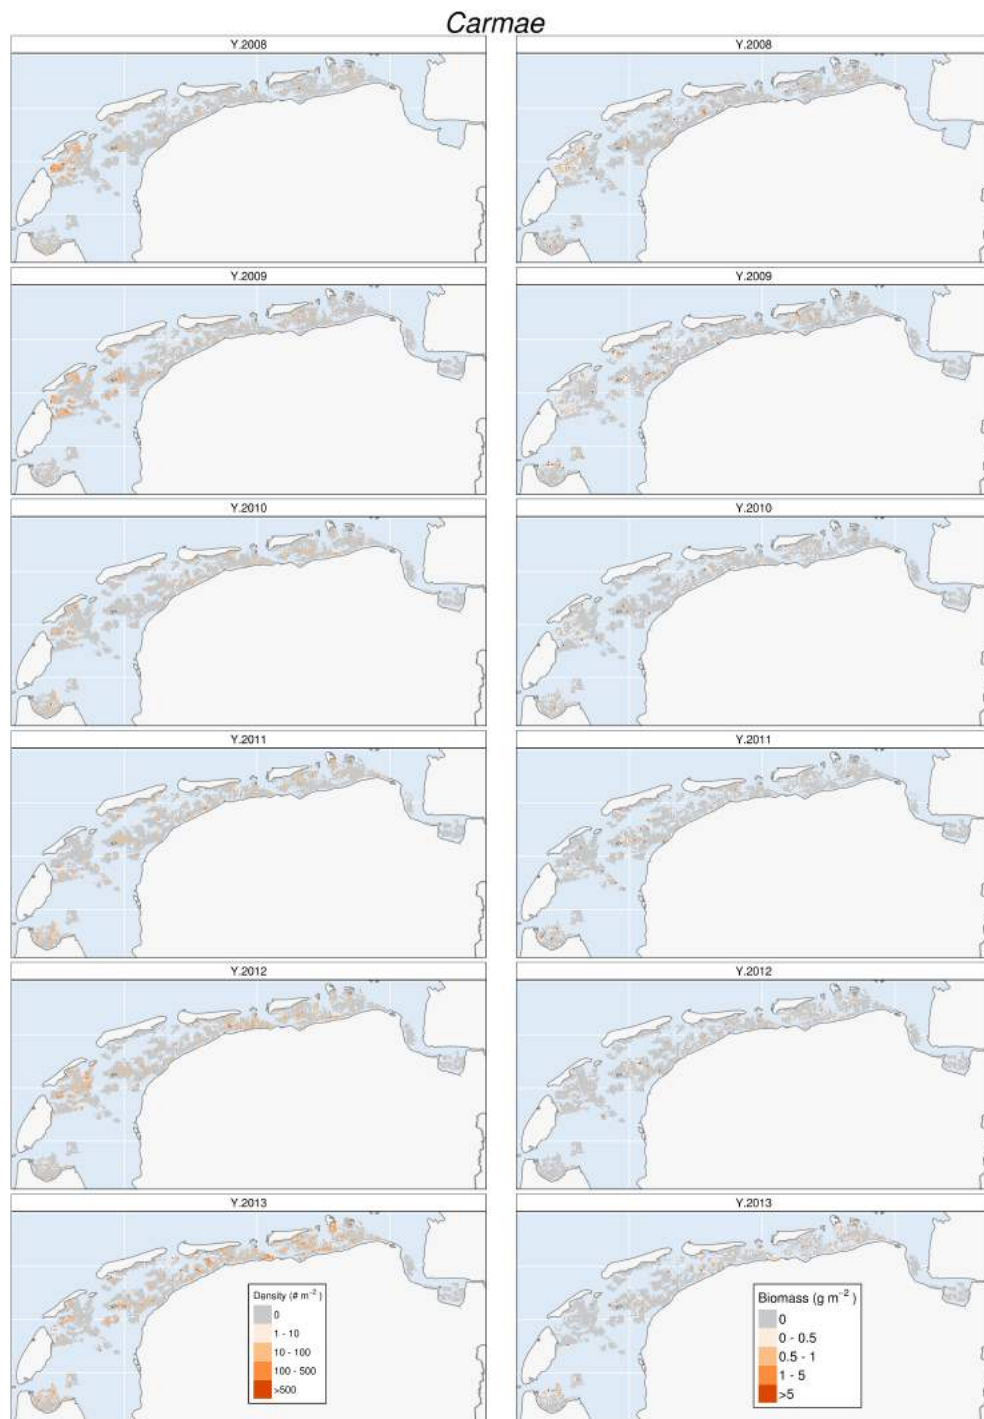 Carmae
Y.2008
Y.2008
Y.2009
Y.2009
Y.2010
Y.2010
Y.2011
Y.2011
Y.2012
Y.2012
Y.2013
Y.2013
Density (# m⁻²)
0
1 - 10
10 - 100
100 - 500
>500
Biomass (g m⁻²)
0
0 - 0.5
0.5 - 1
1 - 5
>5